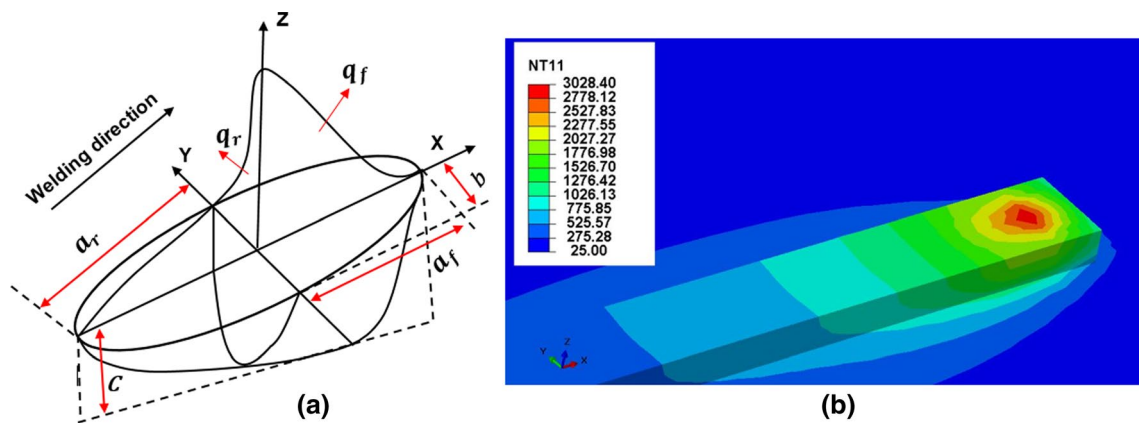 (a)
Z
q_f
q_r
X
Y
Welding direction
b
a_r
a_f
C
(a)
(b)
NT11
3028.40
2778.12
2527.83
2277.55
2027.27
1776.98
1526.70
1276.42
1026.13
775.85
525.57
275.28
25.00
Y
Z
X
(b)